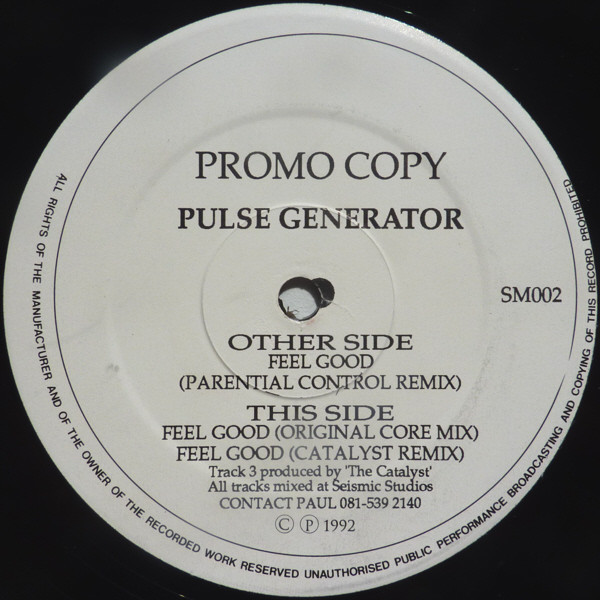 PROMO COPY
PULSE GENERATOR
SM002
OTHER SIDE
FEEL GOOD
(PARENTIAL CONTROL REMIX)
THIS SIDE
FEEL GOOD (ORIGINAL CORE MIX)
FEEL GOOD (CATALYST REMIX)
Track 3 produced by 'The Catalyst'
All tracks mixed at Seismic Studios
CONTACT PAUL 081-539 2140
© ℗ 1992
ALL RIGHTS OF THE MANUFACTURER AND OF THE OWNER OF THE RECORDED WORK RESERVED UNAUTHORISED PUBLIC PERFORMANCE BROADCASTING AND COPYING OF THIS RECORD PROHIBITED